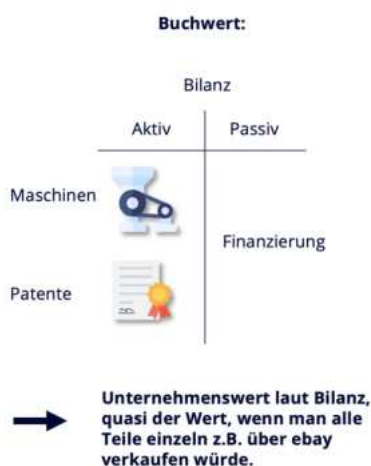 Buchwert:
Bilanz
Aktiv Passiv
Maschinen
Finanzierung
Patente
Unternehmenswert laut Bilanz,
quasi der Wert, wenn man alle
Teile einzeln z.B. über ebay
verkaufen würde.